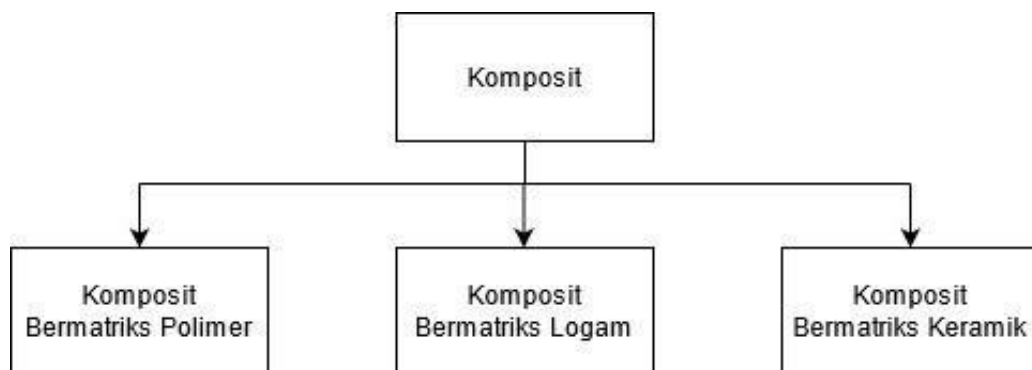 Komposit
Komposit
Bermatriks Polimer
Komposit
Bermatriks Logam
Komposit
Bermatriks Keramik